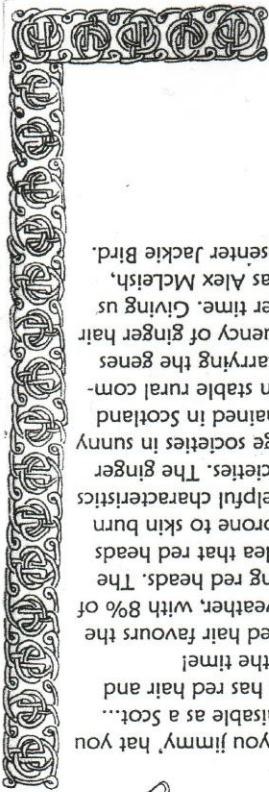 you jimmy' hat you
isable as a Scot...
has red hair and
the time!
ed hair favours the
weather, with 8% of
ng red heads. The
dea that red heads
prone to skin burn
elpful characteristics
cieties. The ginger
ge societies in sunny
ained in Scotland
n stable rural com-
arrying the genes
quency of ginger hair
er time. Giving us
as Alex McLeish,
senter Jackie Bird.